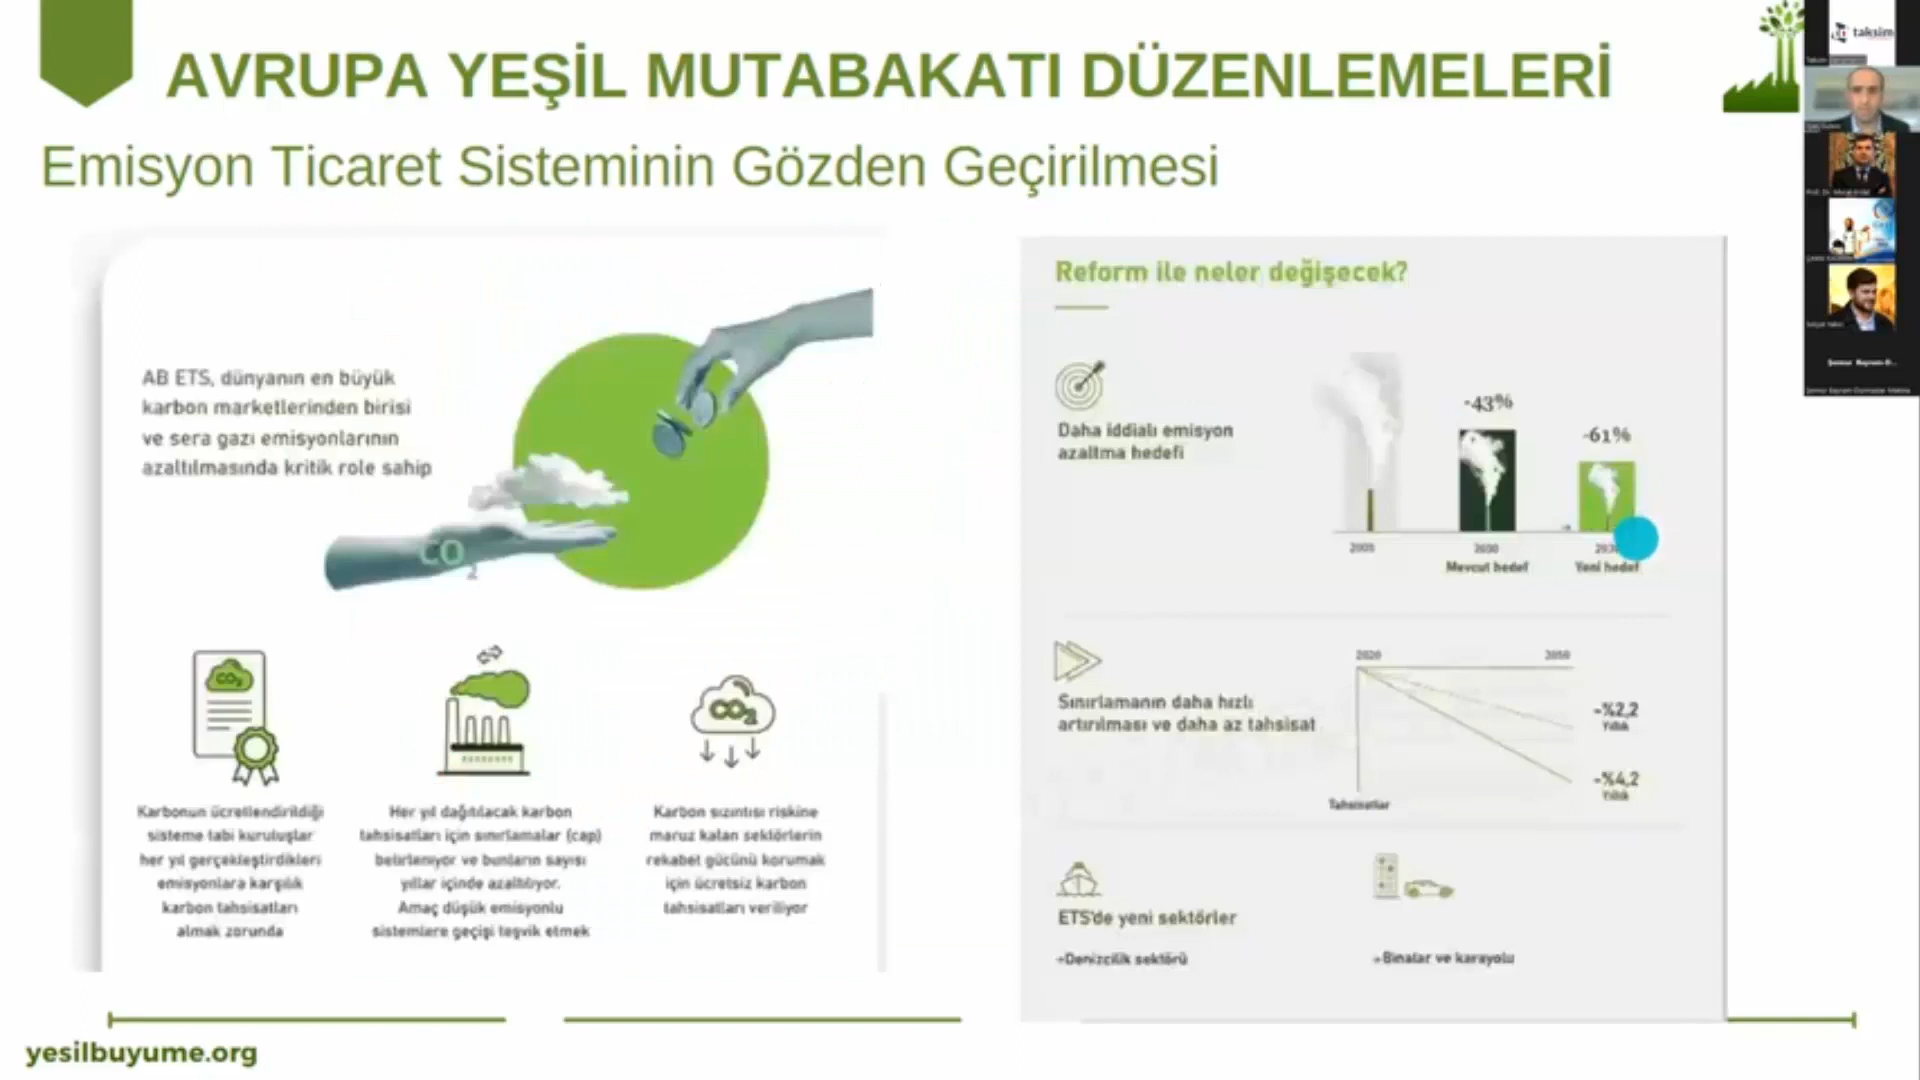 AVRUPA YEŞİL MUTABAKATI DÜZENLEMELERİ
Emisyon Ticaret Sisteminin Gözden Geçirilmesi
AB ETS, dünyanın en büyük
karbon marketlerinden birisi
ve sera gazı emisyonlarının
azaltılmasında kritik role sahip
CO2
CO2
Karbonun ücretlendirildiği
sisteme tabi kuruluşlar
her yıl gerçekleştirdikleri
emisyonlara karşılık
karbon tahsisatları
almak zorunda
Her yıl dağıtılacak karbon
tahsisatları için sınırlamalar (cap)
belirleniyor ve bunların sayısı
yıllar içinde azaltılıyor.
Amaç düşük emisyonlu
sistemlere geçişi teşvik etmek
CO2
Karbon sızıntısı riskine
maruz kalan sektörlerin
rekabet gücünü korumak
için ücretsiz karbon
tahsisatları veriliyor
Reform ile neler değişecek?
Daha iddialı emisyon
azaltma hedefi
-43%
-61%
2005
2030
Mevcut hedef
Yeni hedef
Sınırlamanın daha hızlı
artırılması ve daha az tahsisat
2020
2050
-%2,2
Yıllık
-%4,2
Yıllık
Tahsisatlar
ETS'de yeni sektörler
→Denizcilik sektörü
→Binalar ve karayolu
yesilbuyume.org
taksim